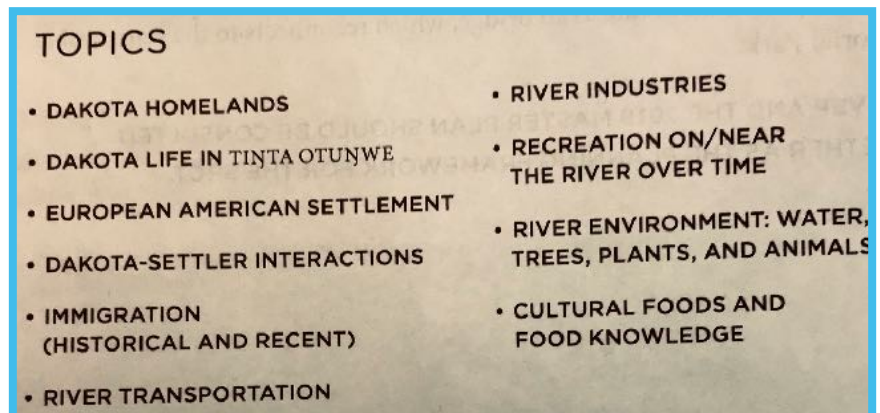 TOPICS
• DAKOTA HOMELANDS
• DAKOTA LIFE IN TIŊTA OTUŊWE
• EUROPEAN AMERICAN SETTLEMENT
• DAKOTA-SETTLER INTERACTIONS
• IMMIGRATION
(HISTORICAL AND RECENT)
• RIVER TRANSPORTATION
• RIVER INDUSTRIES
• RECREATION ON/NEAR
THE RIVER OVER TIME
• RIVER ENVIRONMENT: WATER,
TREES, PLANTS, AND ANIMALS
• CULTURAL FOODS AND
FOOD KNOWLEDGE